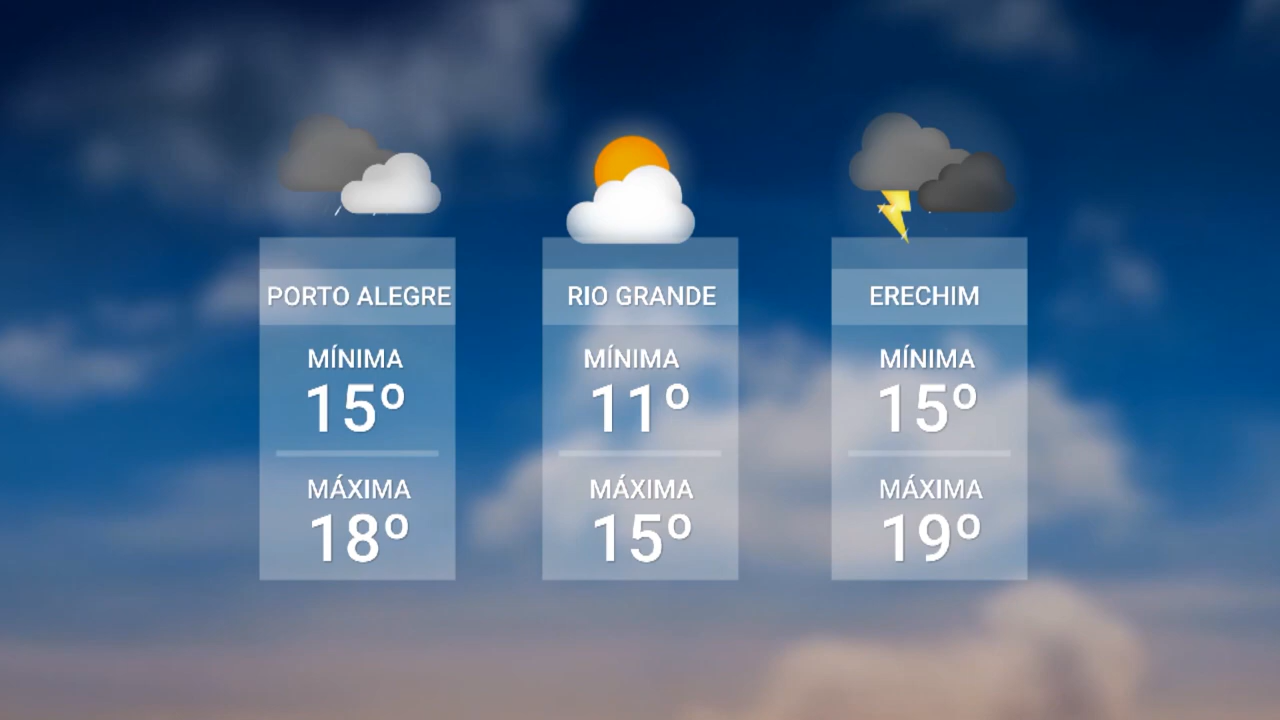 PORTO ALEGRE
MÍNIMA
15º
MÁXIMA
18º
RIO GRANDE
MÍNIMA
11º
MÁXIMA
15º
ERECHIM
MÍNIMA
15º
MÁXIMA
19º